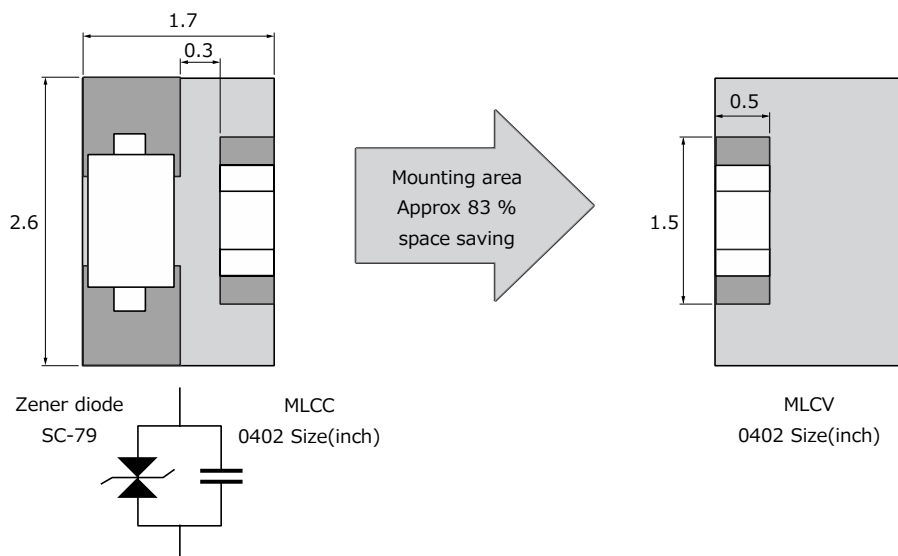 1.7
0.3
2.6
Mounting area
Approx 83 %
space saving
0.5
1.5
Zener diode
SC-79
MLCC
0402 Size(inch)
MLCV
0402 Size(inch)